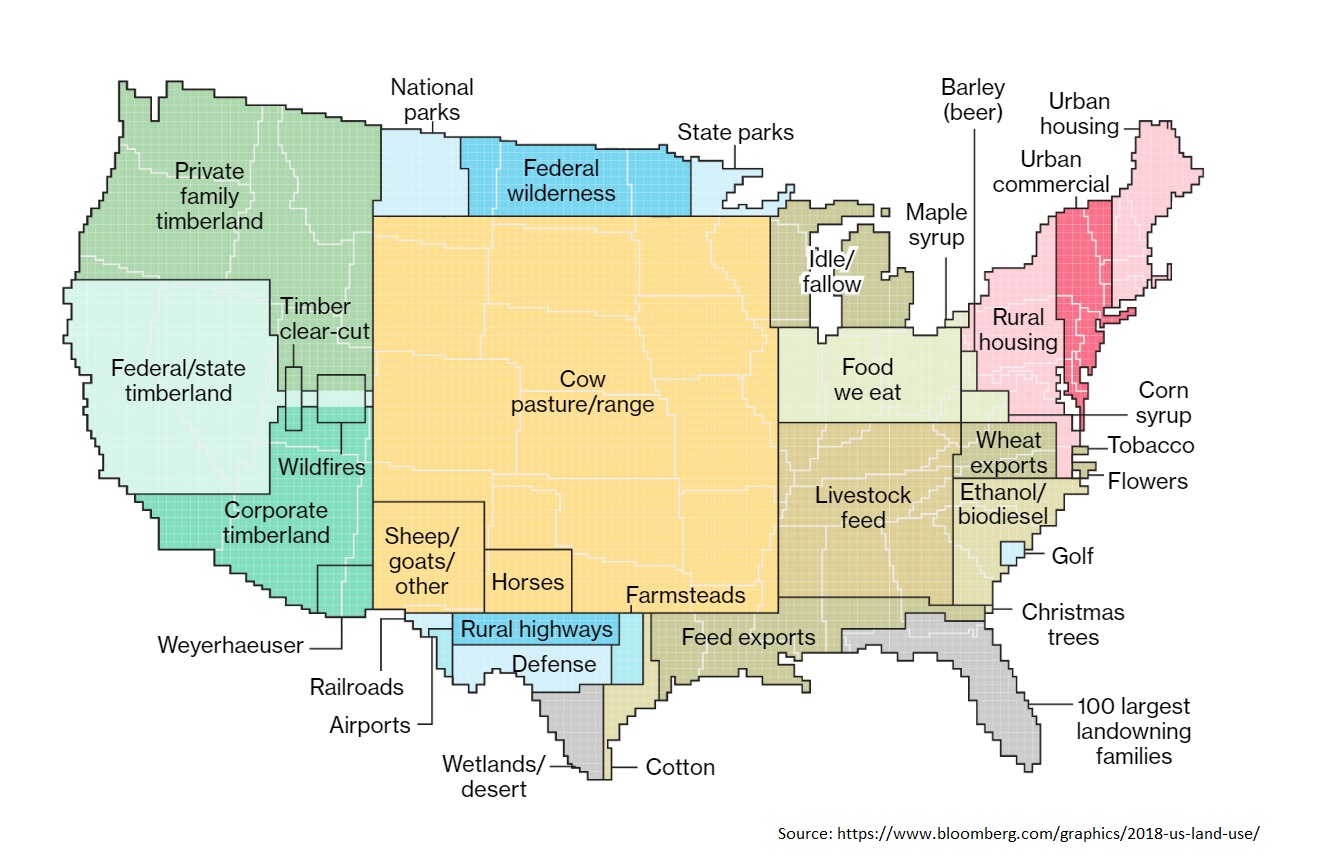 National
parks
Barley
(beer)
Urban
housing
State parks
Urban
commercial
Private
family
timberland
Federal
wilderness
Maple
syrup
Idle/
fallow
Timber
clear-cut
Rural
housing
Federal/state
timberland
Cow
pasture/range
Food
we eat
Corn
syrup
Wildfires
Wheat
exports
Tobacco
Flowers
Corporate
timberland
Livestock
feed
Ethanol/
biodiesel
Sheep/
goats/
other
Horses
Golf
Farmsteads
Christmas
trees
Weyerhaeuser
Rural highways
Feed exports
Defense
Railroads
Airports
100 largest
landowning
families
Wetlands/
desert
Cotton
Source: https://www.bloomberg.com/graphics/2018-us-land-use/